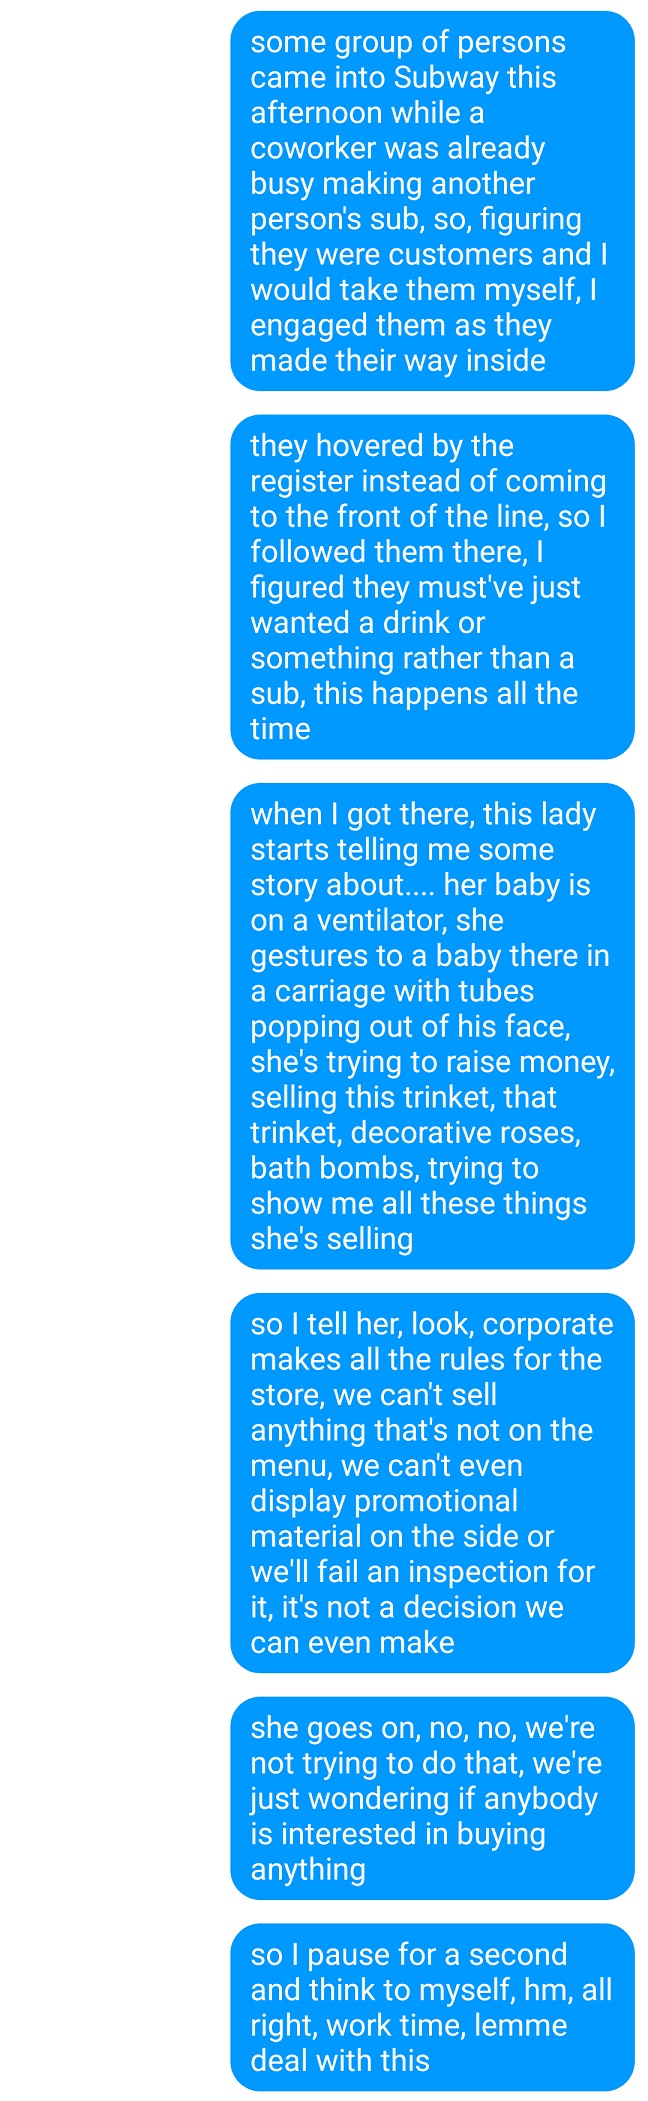 some group of persons
came into Subway this
afternoon while a
coworker was already
busy making another
person's sub, so, figuring
they were customers and I
would take them myself, I
engaged them as they
made their way inside
they hovered by the
register instead of coming
to the front of the line, so I
followed them there, I
figured they must've just
wanted a drink or
something rather than a
sub, this happens all the
time
when I got there, this lady
starts telling me some
story about.... her baby is
on a ventilator, she
gestures to a baby there in
a carriage with tubes
popping out of his face,
she's trying to raise money,
selling this trinket, that
trinket, decorative roses,
bath bombs, trying to
show me all these things
she's selling
so I tell her, look, corporate
makes all the rules for the
store, we can't sell
anything that's not on the
menu, we can't even
display promotional
material on the side or
we'll fail an inspection for
it, it's not a decision we
can even make
she goes on, no, no, we're
not trying to do that, we're
just wondering if anybody
is interested in buying
anything
so I pause for a second
and think to myself, hm, all
right, work time, lemme
deal with this